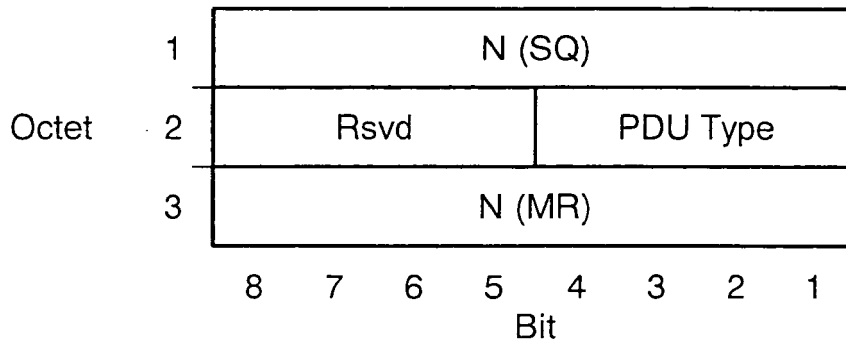 1 N (SQ)
Octet 2 Rsvd PDU Type
3 N (MR)
8 7 6 5 4 3 2 1
Bit